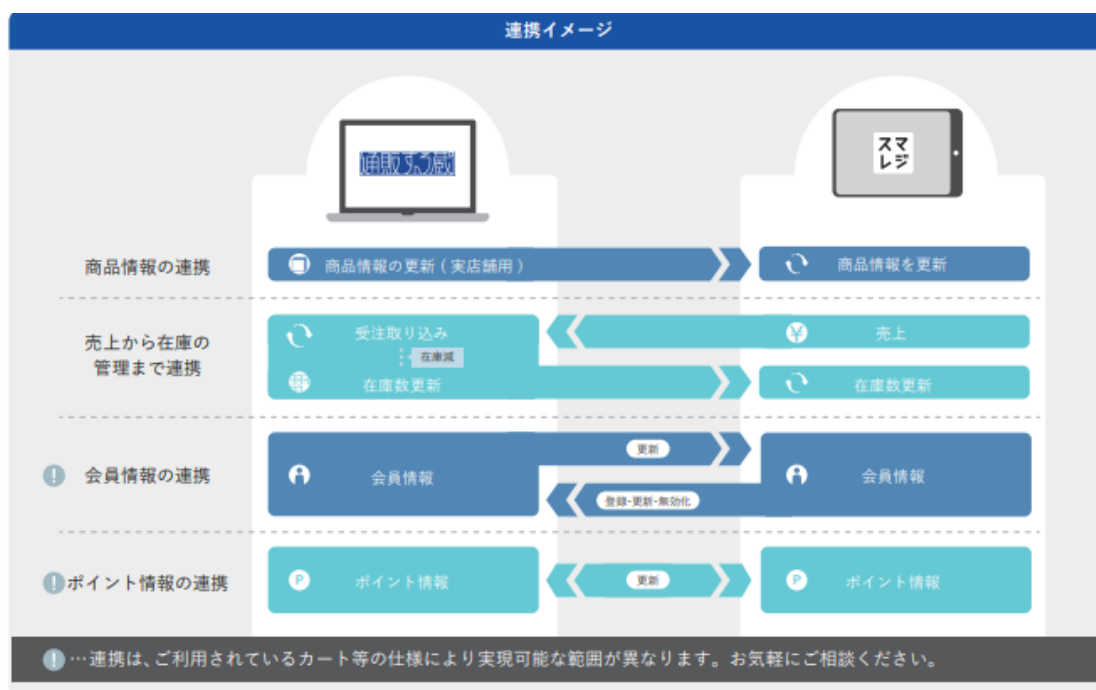 連携イメージ
通販する蔵
スマ
レジ
商品情報の連携
商品情報の更新 ( 実店舗用 )
商品情報を更新
売上から在庫の
管理まで連携
受注取り込み
売上
在庫減
在庫数更新
在庫数更新
! 会員情報の連携
会員情報
更新
登録・更新・無効化
会員情報
! ポイント情報の連携
P ポイント情報
更新
P ポイント情報
! …連携は、ご利用されているカート等の仕様により実現可能な範囲が異なります。お気軽にご相談ください。